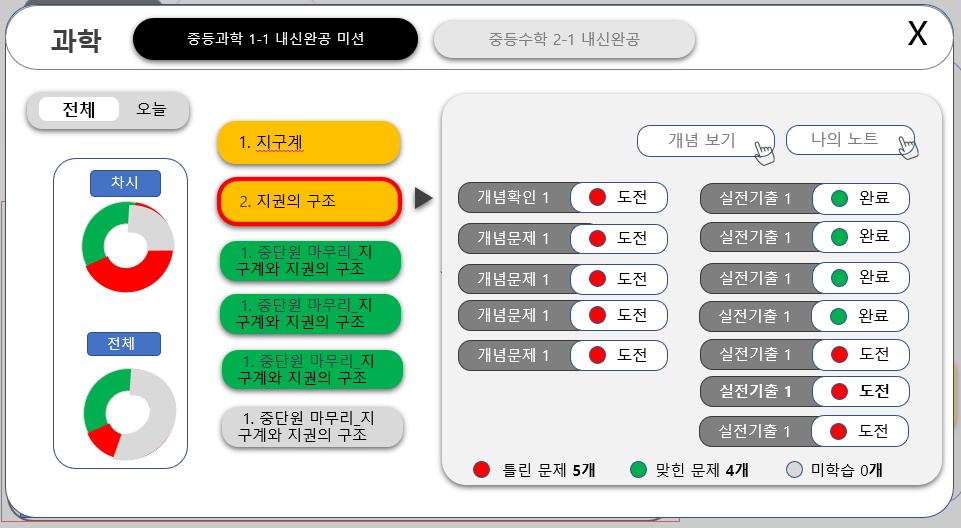 과학
중등과학 1-1 내신완공 미션
중등수학 2-1 내신완공
X
전체
오늘
차시
전체
1. 지구계
2. 지권의 구조
1. 중단원 마무리_지
구계와 지권의 구조
1. 중단원 마무리_지
구계와 지권의 구조
1. 중단원 마무리_지
구계와 지권의 구조
1. 중단원 마무리_지
구계와 지권의 구조
개념 보기
나의 노트
개념확인 1 도전
개념문제 1 도전
개념문제 1 도전
개념문제 1 도전
개념문제 1 도전
실전기출 1 완료
실전기출 1 완료
실전기출 1 완료
실전기출 1 완료
실전기출 1 도전
실전기출 1 도전
실전기출 1 도전
틀린 문제 5개
맞힌 문제 4개
미학습 0개